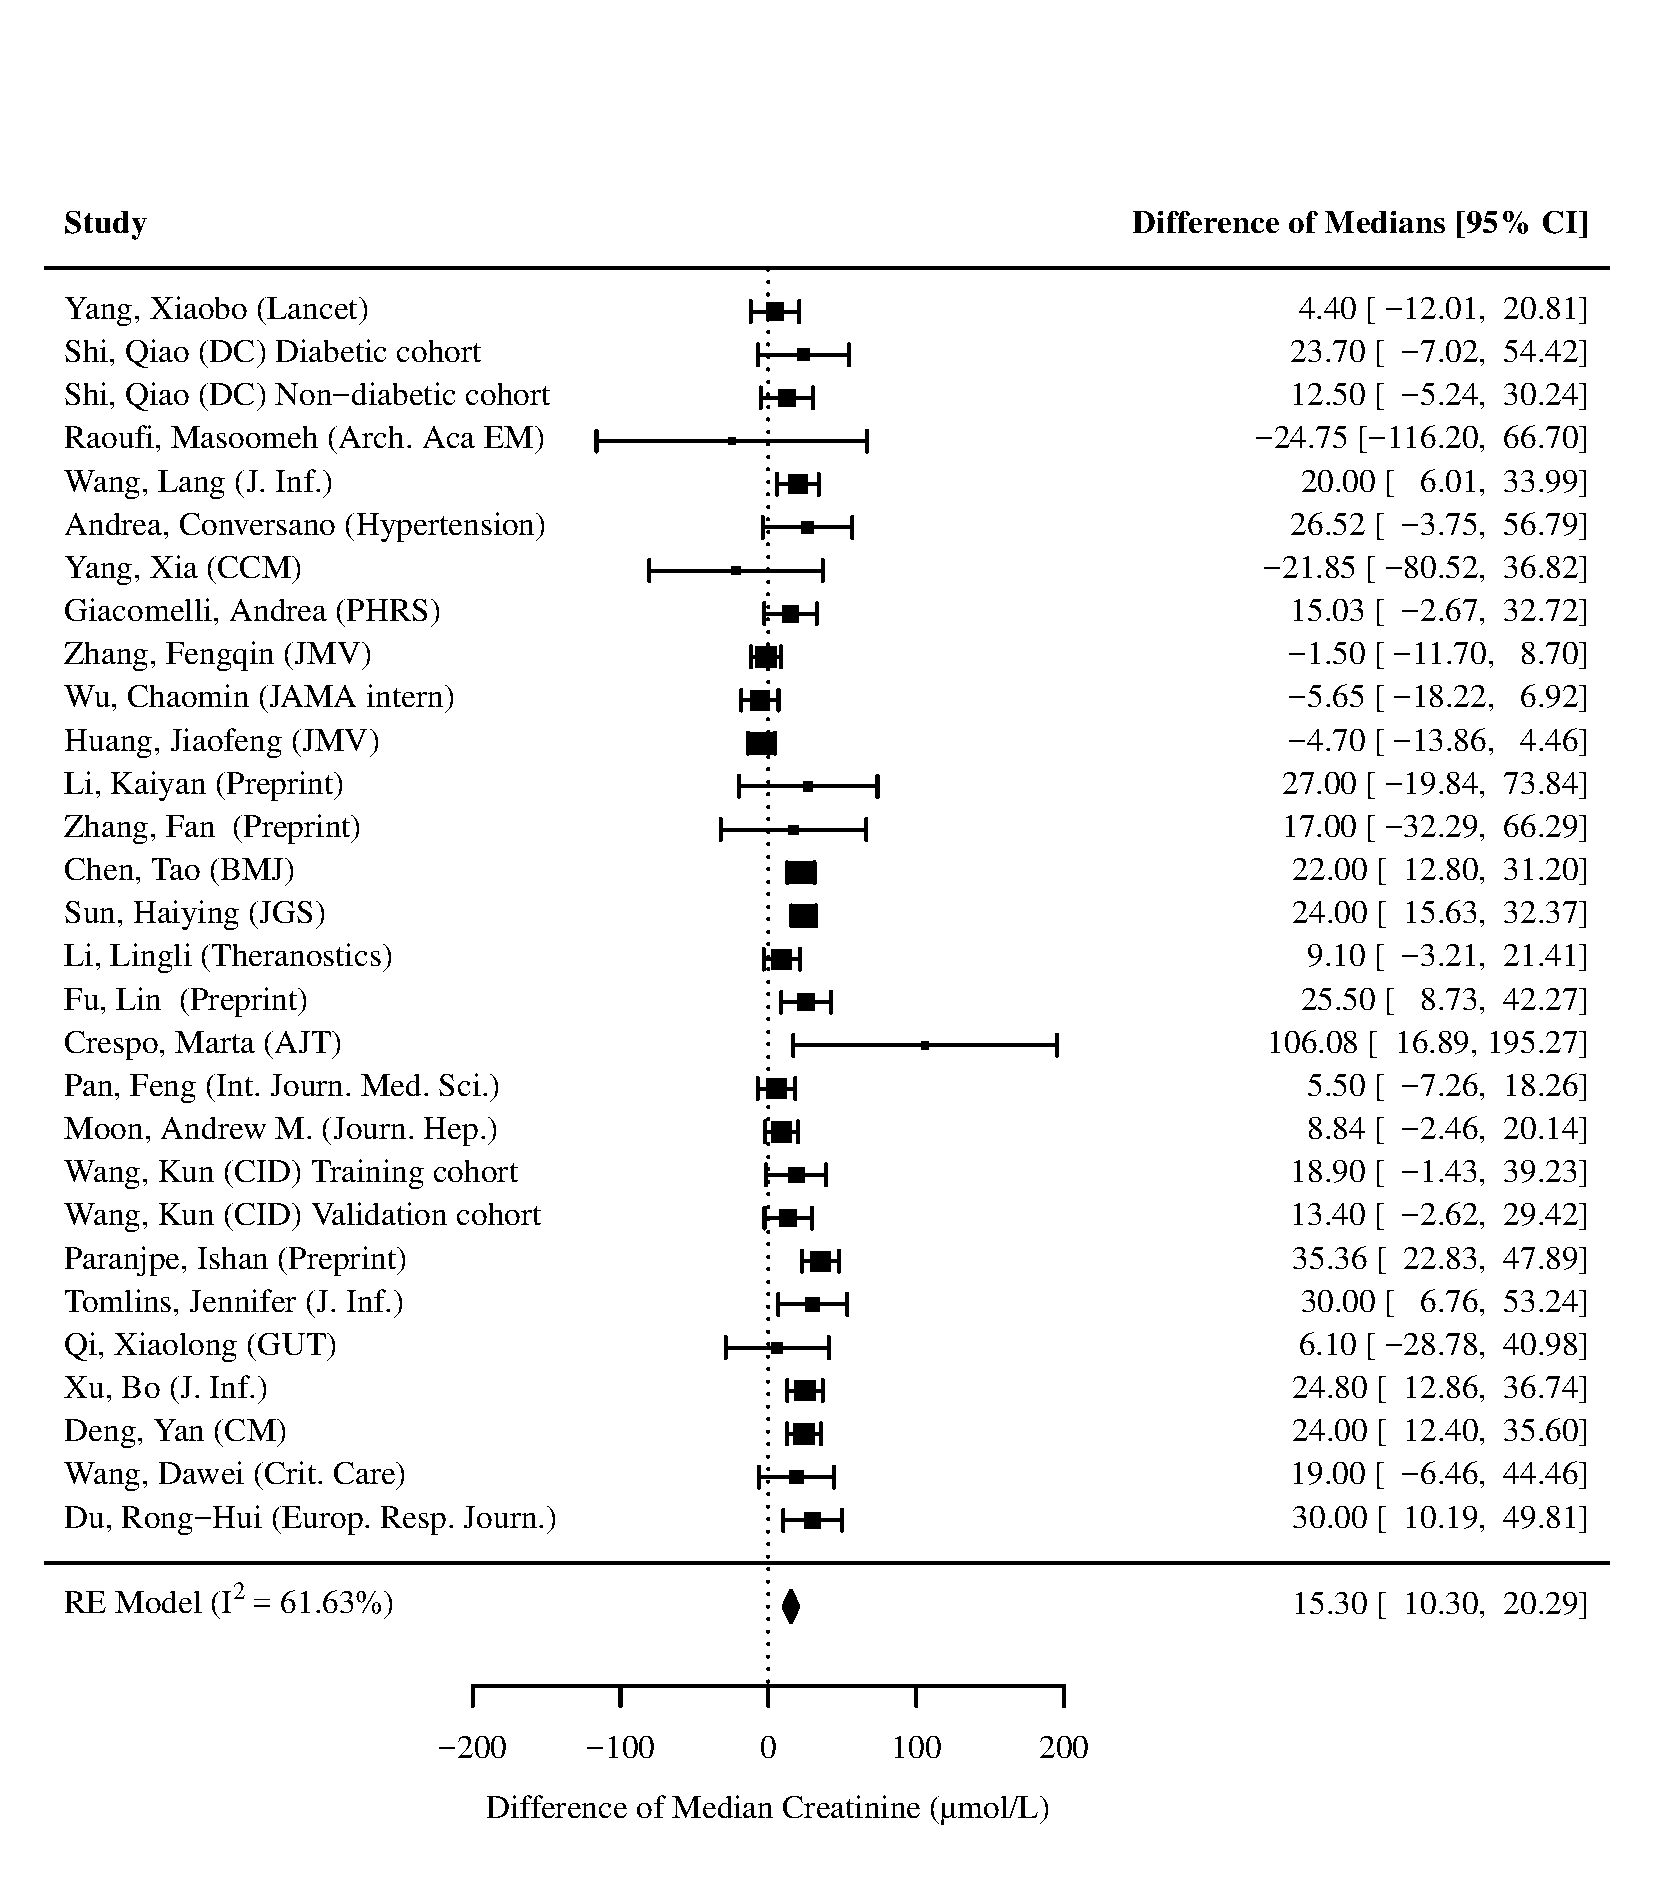 Study Difference of Medians [95% CI]
Yang, Xiaobo (Lancet) 4.40 [ −12.01, 20.81]
Shi, Qiao (DC) Diabetic cohort 23.70 [ −7.02, 54.42]
Shi, Qiao (DC) Non−diabetic cohort 12.50 [ −5.24, 30.24]
Raoufi, Masoomeh (Arch. Aca EM) −24.75 [−116.20, 66.70]
Wang, Lang (J. Inf.) 20.00 [ 6.01, 33.99]
Andrea, Conversano (Hypertension) 26.52 [ −3.75, 56.79]
Yang, Xia (CCM) −21.85 [ −80.52, 36.82]
Giacomelli, Andrea (PHRS) 15.03 [ −2.67, 32.72]
Zhang, Fengqin (JMV) −1.50 [ −11.70, 8.70]
Wu, Chaomin (JAMA intern) −5.65 [ −18.22, 6.92]
Huang, Jiaofeng (JMV) −4.70 [ −13.86, 4.46]
Li, Kaiyan (Preprint) 27.00 [ −19.84, 73.84]
Zhang, Fan (Preprint) 17.00 [ −32.29, 66.29]
Chen, Tao (BMJ) 22.00 [ 12.80, 31.20]
Sun, Haiying (JGS) 24.00 [ 15.63, 32.37]
Li, Lingli (Theranostics) 9.10 [ −3.21, 21.41]
Fu, Lin (Preprint) 25.50 [ 8.73, 42.27]
Crespo, Marta (AJT) 106.08 [ 16.89, 195.27]
Pan, Feng (Int. Journ. Med. Sci.) 5.50 [ −7.26, 18.26]
Moon, Andrew M. (Journ. Hep.) 8.84 [ −2.46, 20.14]
Wang, Kun (CID) Training cohort 18.90 [ −1.43, 39.23]
Wang, Kun (CID) Validation cohort 13.40 [ −2.62, 29.42]
Paranjpe, Ishan (Preprint) 35.36 [ 22.83, 47.89]
Tomlins, Jennifer (J. Inf.) 30.00 [ 6.76, 53.24]
Qi, Xiaolong (GUT) 6.10 [ −28.78, 40.98]
Xu, Bo (J. Inf.) 24.80 [ 12.86, 36.74]
Deng, Yan (CM) 24.00 [ 12.40, 35.60]
Wang, Dawei (Crit. Care) 19.00 [ −6.46, 44.46]
Du, Rong−Hui (Europ. Resp. Journ.) 30.00 [ 10.19, 49.81]
RE Model (I² = 61.63%) 15.30 [ 10.30, 20.29]
−200 −100 0 100 200
Difference of Median Creatinine (µmol/L)